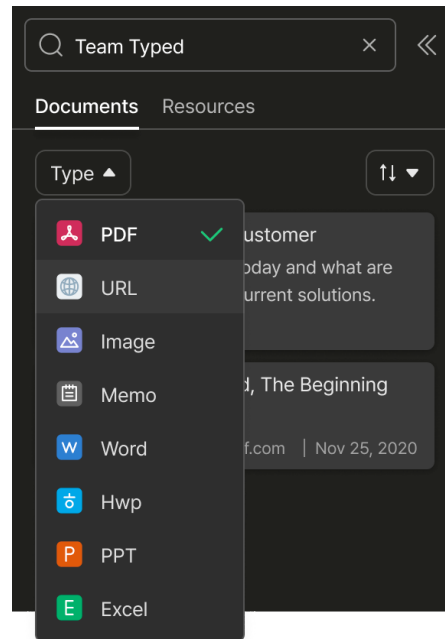 Team Typed
Documents Resources
Type
PDF
URL
Image
Memo
Word
Hwp
PPT
Excel
ustomer
oday and what are
urrent solutions.
, The Beginning
f.com | Nov 25, 2020